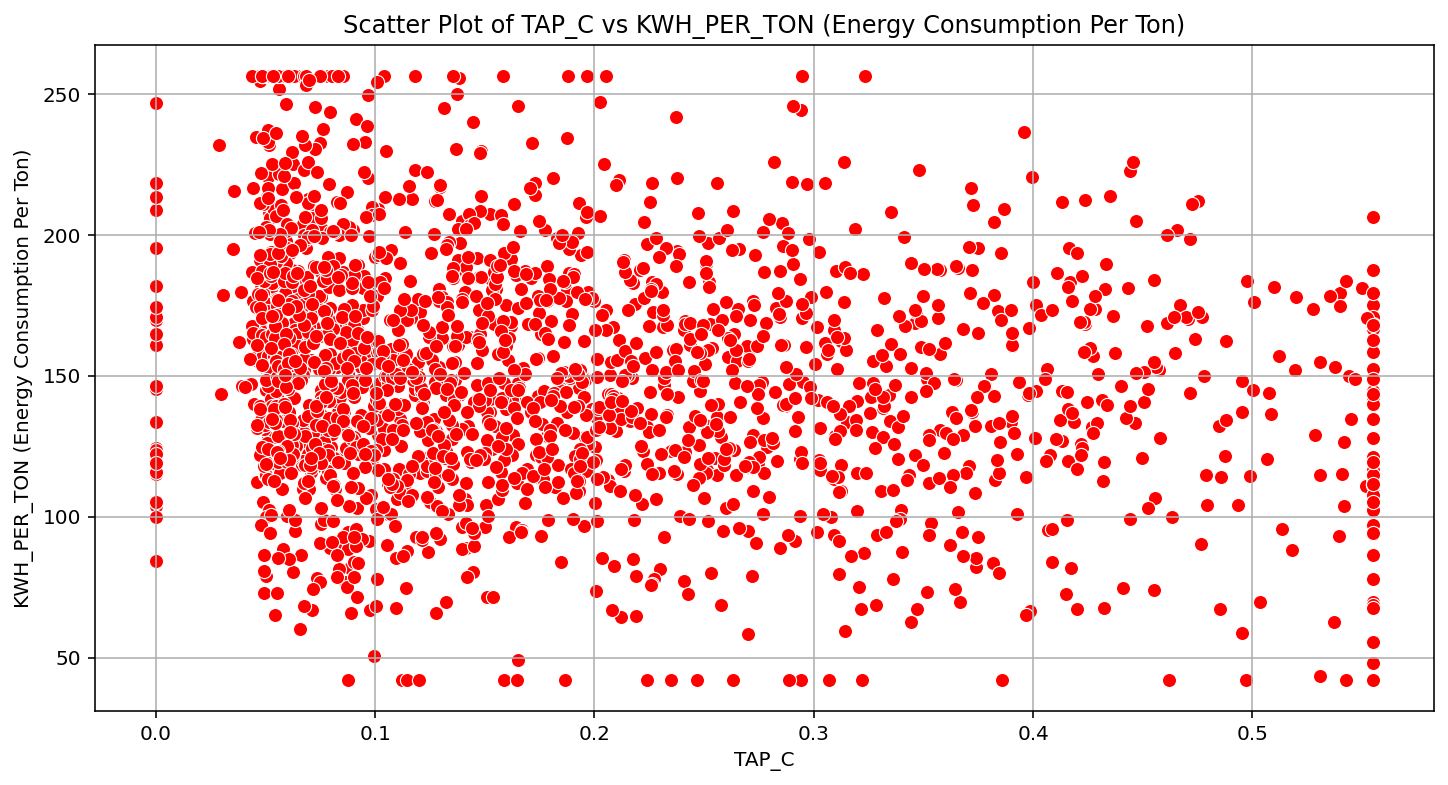 Scatter Plot of TAP_C vs KWH_PER_TON (Energy Consumption Per Ton)
KWH_PER_TON (Energy Consumption Per Ton)
250
200
150
100
50
0.0 0.1 0.2 0.3 0.4 0.5
TAP_C